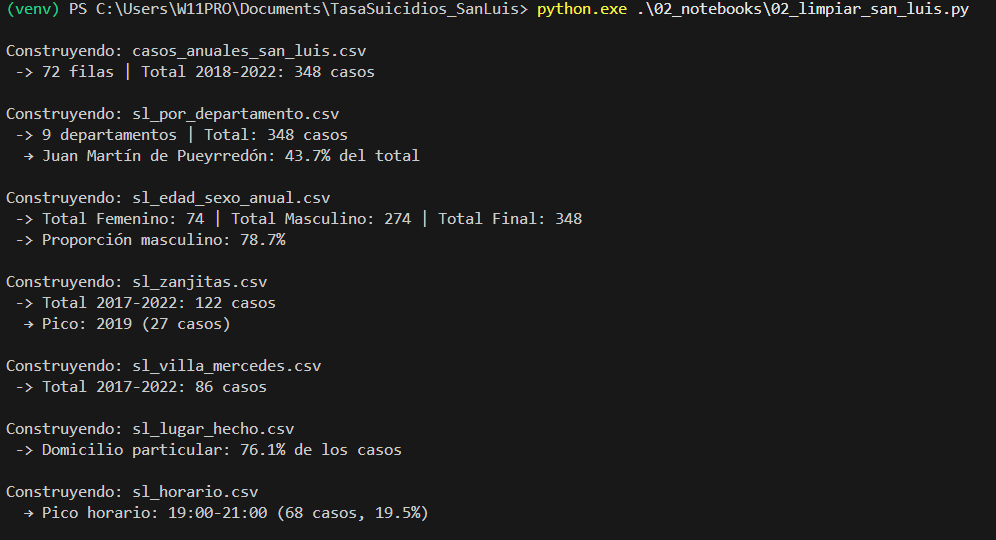 (venv) PS C:\Users\W11PRO\Documents\TasaSuicidios_SanLuis> python.exe .\02_notebooks\02_limpiar_san_luis.py
Construyendo: casos_anuales_san_luis.csv
-> 72 filas | Total 2018-2022: 348 casos
Construyendo: sl_por_departamento.csv
-> 9 departamentos | Total: 348 casos
→ Juan Martín de Pueyrredón: 43.7% del total
Construyendo: sl_edad_sexo_anual.csv
-> Total Femenino: 74 | Total Masculino: 274 | Total Final: 348
-> Proporción masculino: 78.7%
Construyendo: sl_zanjitas.csv
-> Total 2017-2022: 122 casos
→ Pico: 2019 (27 casos)
Construyendo: sl_villa_mercedes.csv
-> Total 2017-2022: 86 casos
Construyendo: sl_lugar_hecho.csv
-> Domicilio particular: 76.1% de los casos
Construyendo: sl_horario.csv
→ Pico horario: 19:00-21:00 (68 casos, 19.5%)